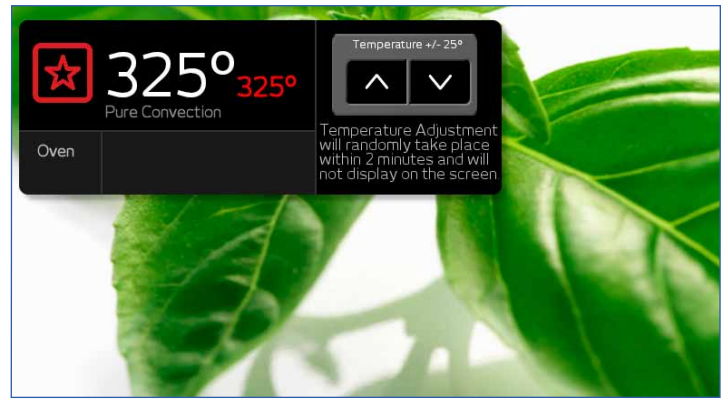 325°
325°
Pure Convection
Oven
Temperature +/- 25°
Temperature Adjustment
will randomly take place
within 2 minutes and will
not display on the screen.